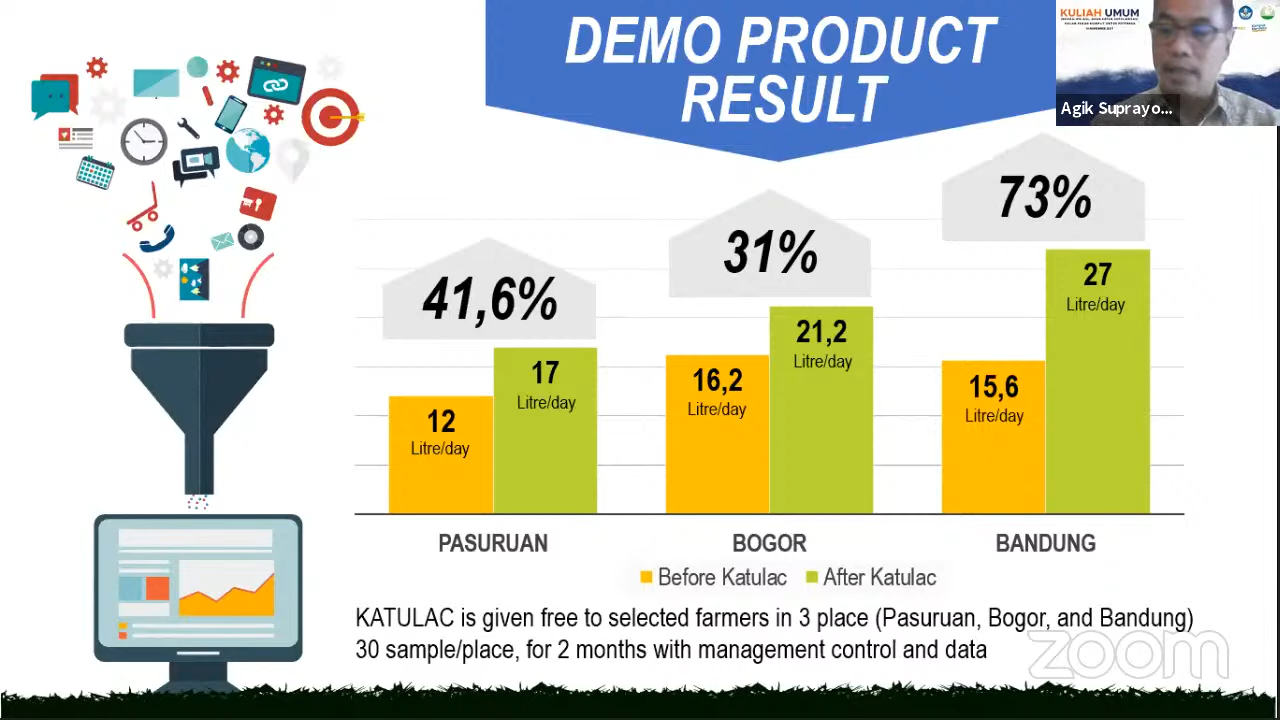 DEMO PRODUCT
RESULT
KULIAH UMUM
Agik Suprayo...
41,6%
31%
73%
12
Litre/day
17
Litre/day
16,2
Litre/day
21,2
Litre/day
15,6
Litre/day
27
Litre/day
PASURUAN
BOGOR
BANDUNG
Before Katulac
After Katulac
KATULAC is given free to selected farmers in 3 place (Pasuruan, Bogor, and Bandung)
30 sample/place, for 2 months with management control and data
zoom